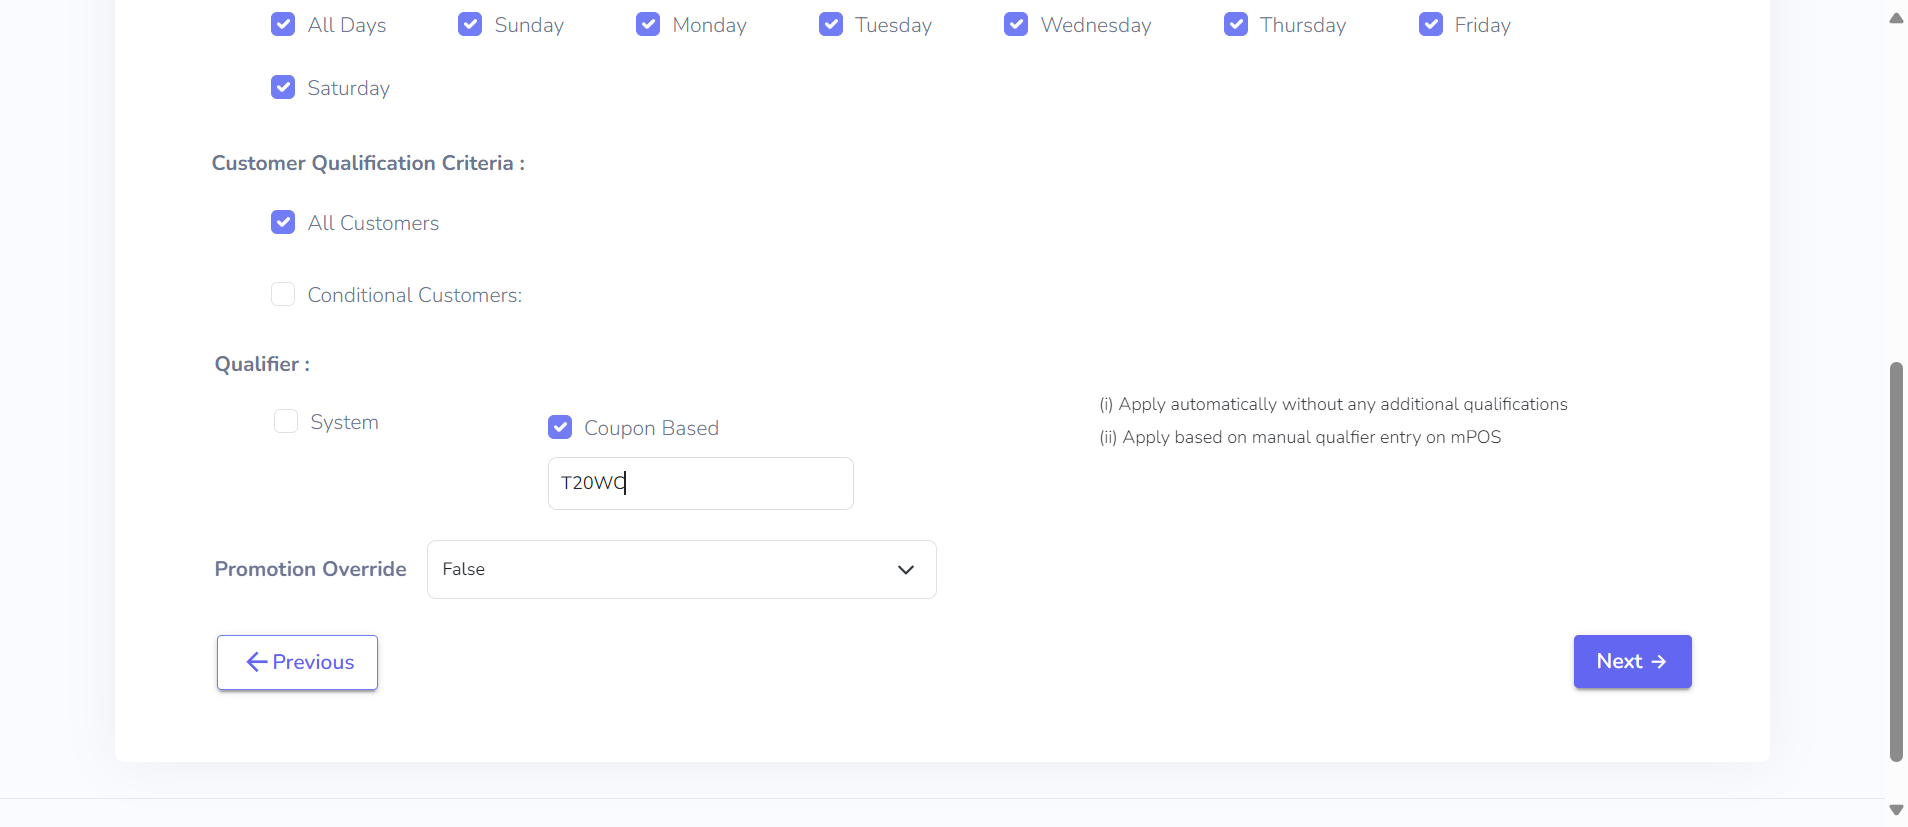 All Days Sunday Monday Tuesday Wednesday Thursday Friday
Saturday
Customer Qualification Criteria :
All Customers
Conditional Customers:
Qualifier :
System
Coupon Based
T20WC
(i) Apply automatically without any additional qualifications
(ii) Apply based on manual qualfier entry on mPOS
Promotion Override
False
Previous
Next